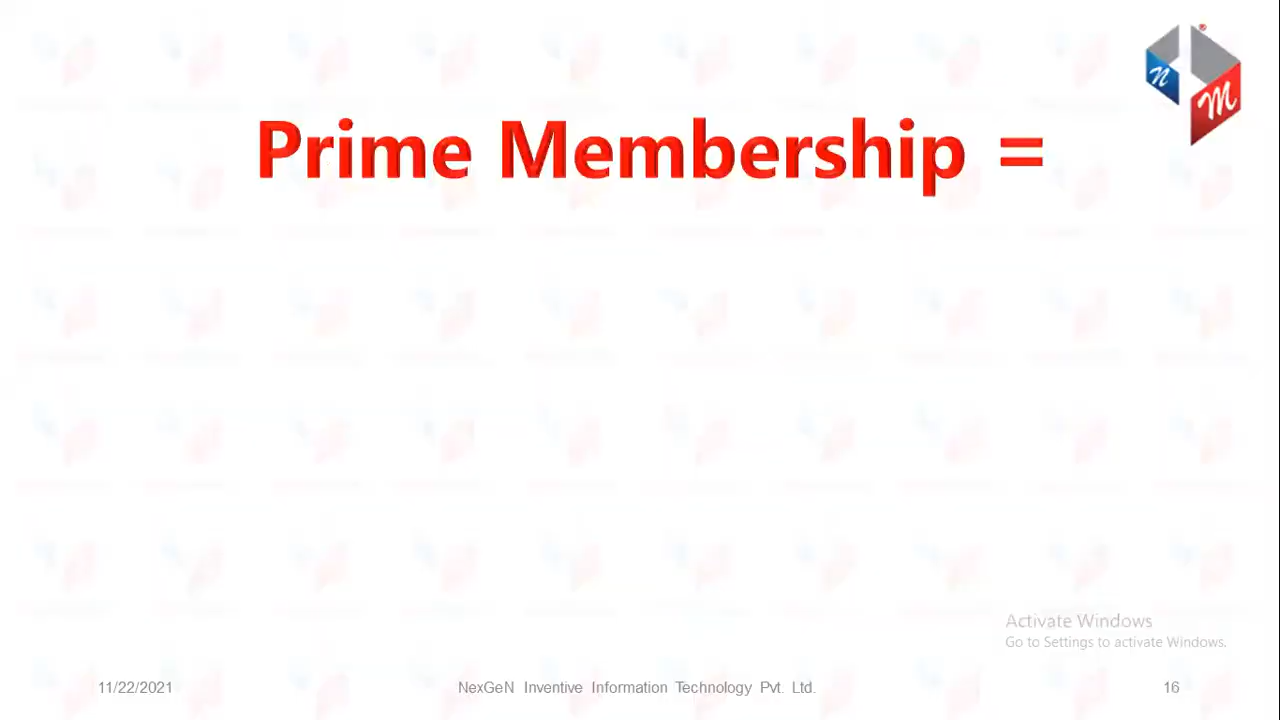 n
m
Prime Membership =
Activate Windows
Go to Settings to activate Windows.
11/22/2021
NexGeN Inventive Information Technology Pvt. Ltd.
16